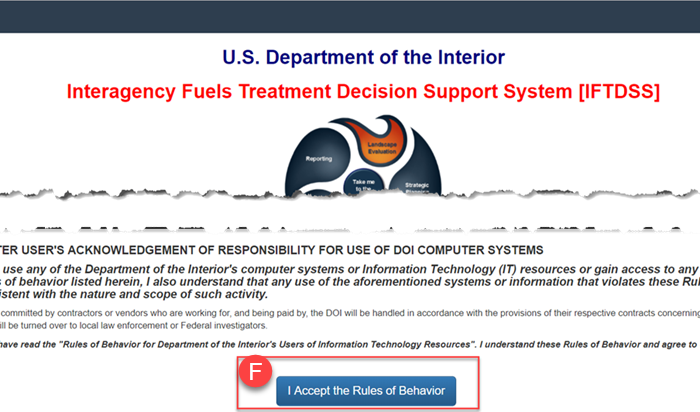 U.S. Department of the Interior
Interagency Fuels Treatment Decision Support System [IFTDSS]
Landscape
Evaluation
Reporting
Take me
to the
Strategic
Planning
TER USER'S ACKNOWLEDGEMENT OF RESPONSIBILITY FOR USE OF DOI COMPUTER SYSTEMS
use any of the Department of the Interior's computer systems or Information Technology (IT) resources or gain access to any
s of behavior listed herein, I also understand that any use of the aforementioned systems or information that violates these Ru
istent with the nature and scope of such activity.
committed by contractors or vendors who are working for, and being paid by, the DOI will be handled in accordance with the provisions of their respective contracts concerning
ill be turned over to local law enforcement or Federal investigators.
have read the "Rules of Behavior for Department of the Interior's Users of Information Technology Resources". I understand these Rules of Behavior and agree to
F
I Accept the Rules of Behavior